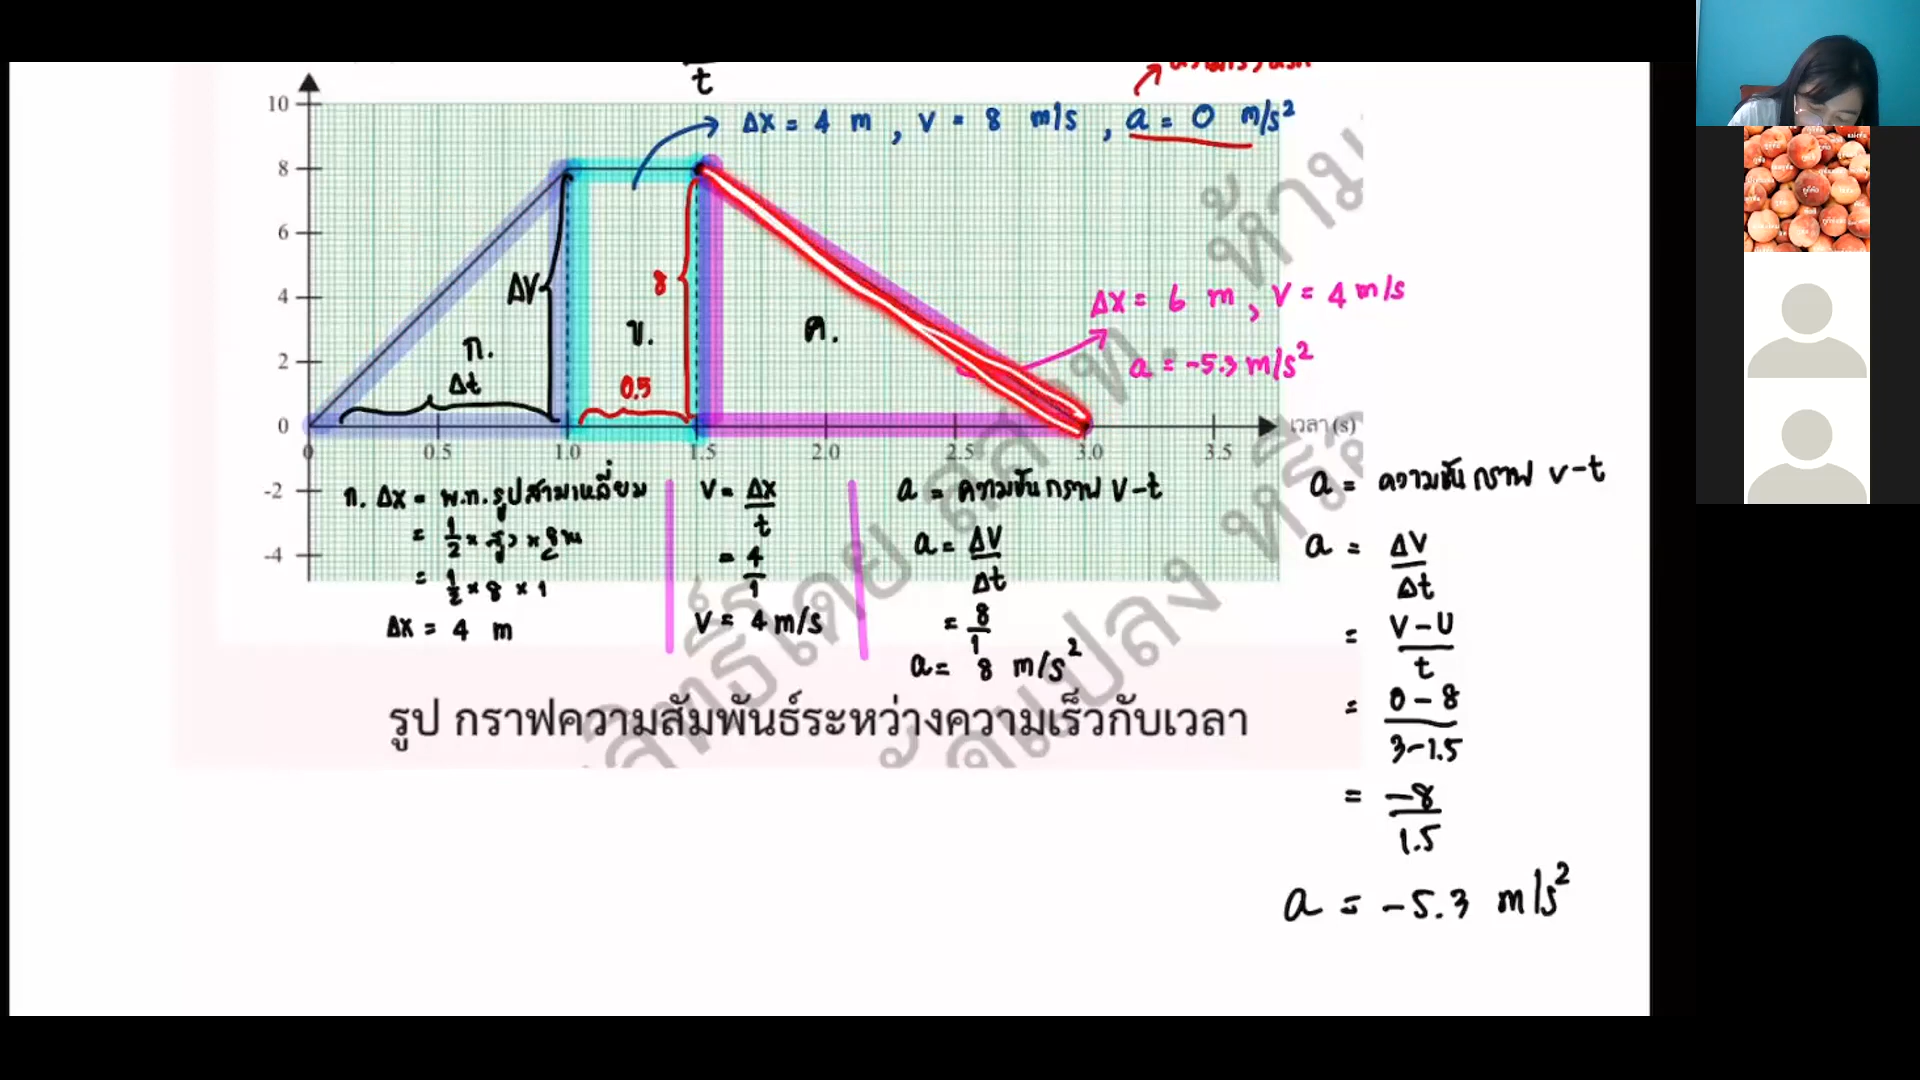 t
10
Δx = 4 m , v = 8 m/s , a = 0 m/s²
8
6
4
2
0
-2
-4
ΔV
8
ก.
ข.
ค.
Δt
0.5
Δx = 6 m , v = 4 m/s
a = -5.3 m/s²
เวลา (s)
0 0.5 1.0 1.5 2.0 2.5 3.0 3.5
ก. Δx = พ.ท. รูปสามเหลี่ยม
= 1/2 × สูง × ฐาน
= 1/2 × 8 × 1
Δx = 4 m
v = Δx/t
= 4/1
v = 4 m/s
a = ความชัน กราฟ v-t
a = ΔV/Δt
= 8/1
a = 8 m/s²
a = ความชัน กราฟ v-t
a = ΔV/Δt
= V-U/t
= 0-8/3-1.5
= -8/1.5
a = -5.3 m/s²
รูป กราฟความสัมพันธ์ระหว่างความเร็วกับเวลา